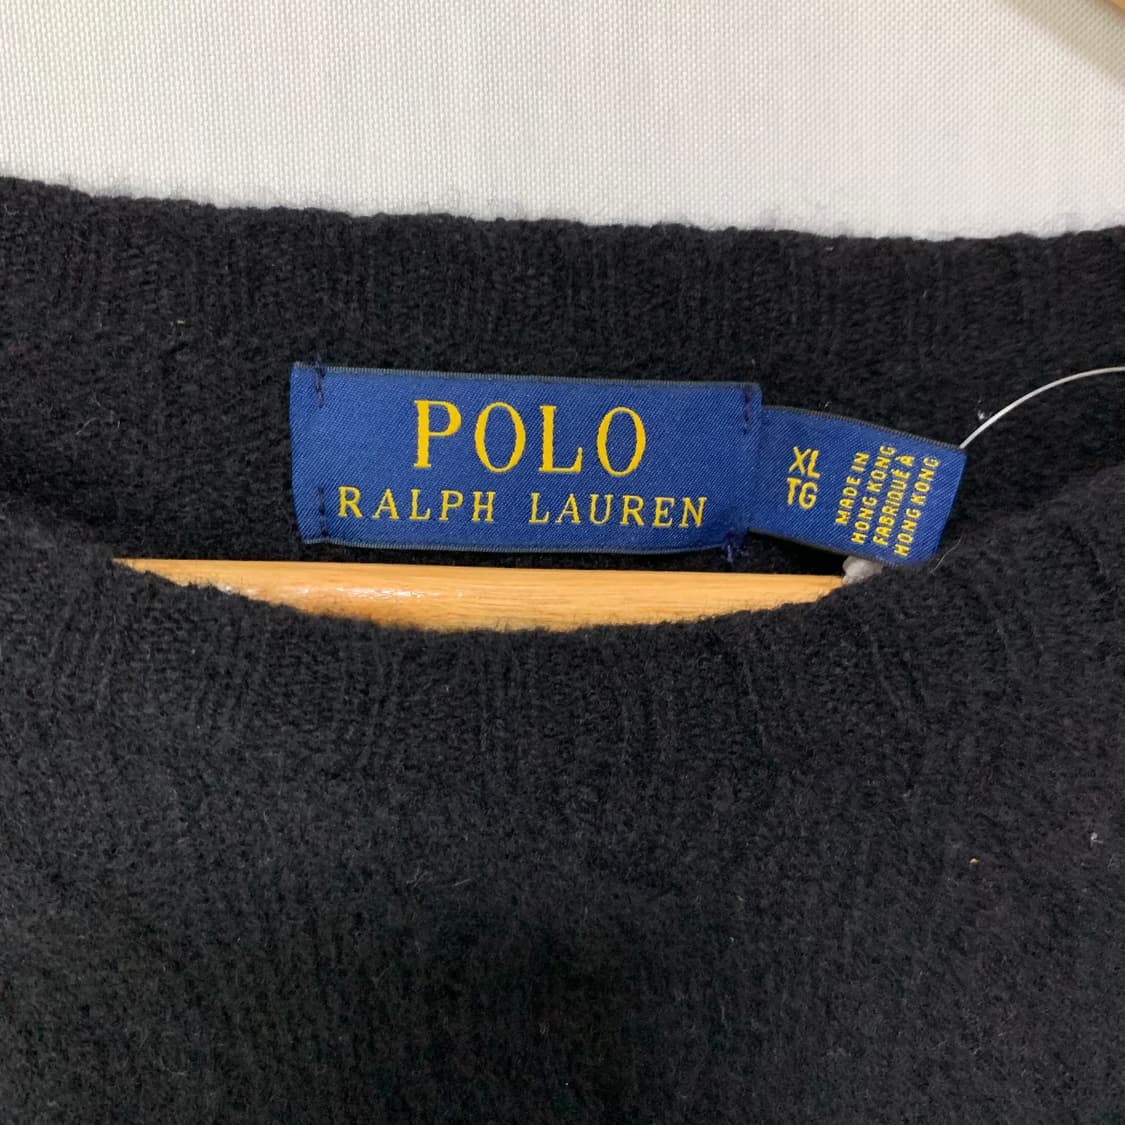 POLO
RALPH LAUREN
XL
TG
MADE IN
HONG KONG
FABRIQUÉ À
HONG KONG